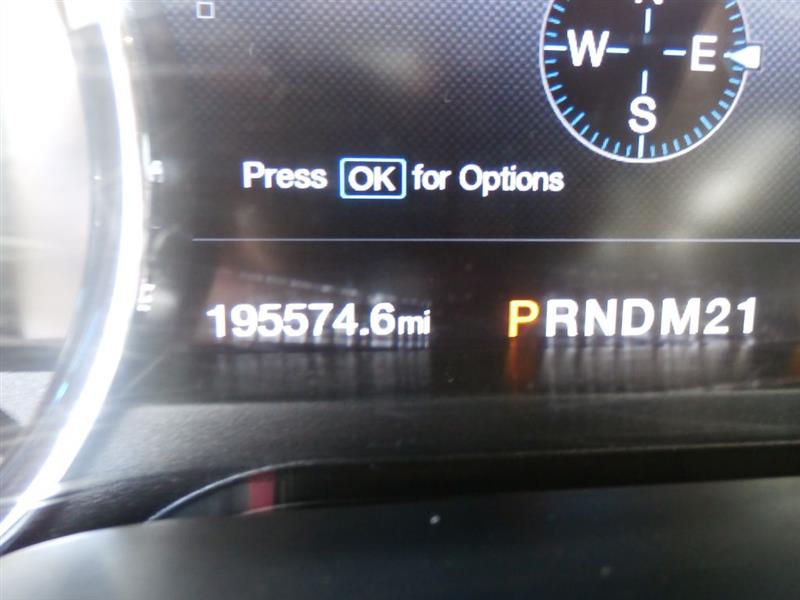 N
W E
S
Press OK for Options
195574.6mi PRNDM21